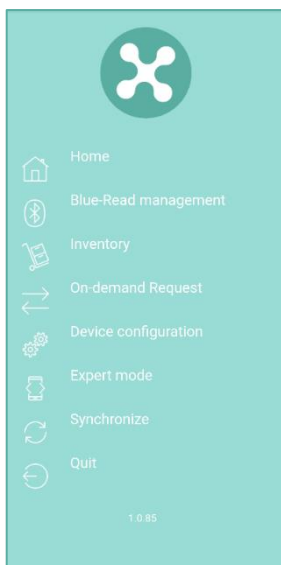 Home
Blue-Read management
Inventory
On-demand Request
Device configuration
Expert mode
Synchronize
Quit
1.0.85